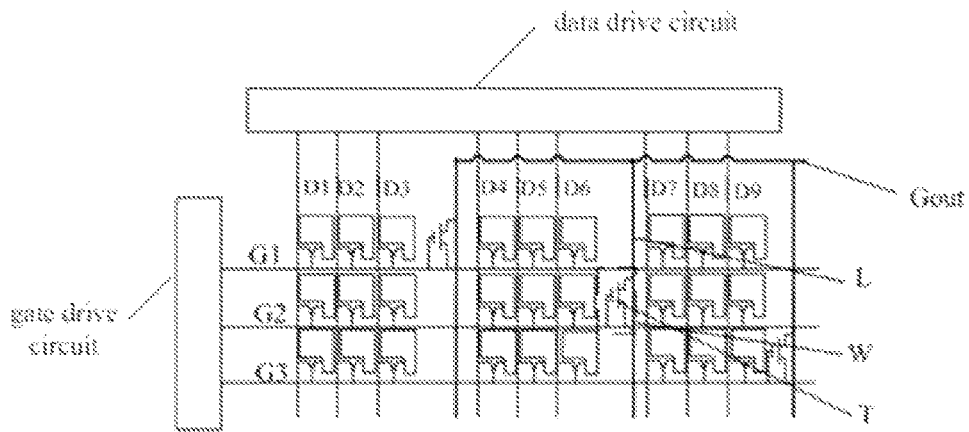 data drive circuit
D1 D2 D3 D4 D5 D6 D7 D8 D9
Gout
G1
L
gate drive
circuit
G2
W
G3
T